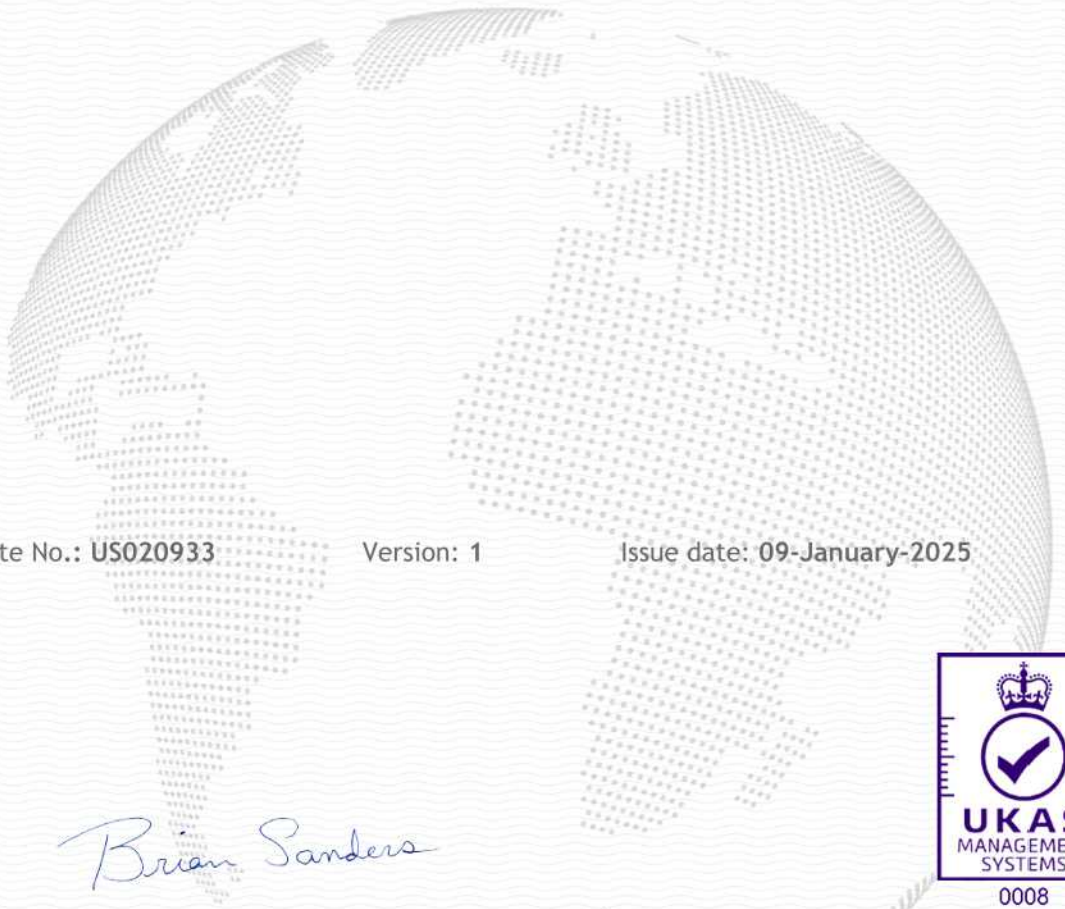 te No.: US020933 Version: 1 Issue date: 09-January-2025
Brian Sanders
UKAS
MANAGEME
SYSTEMS
0008